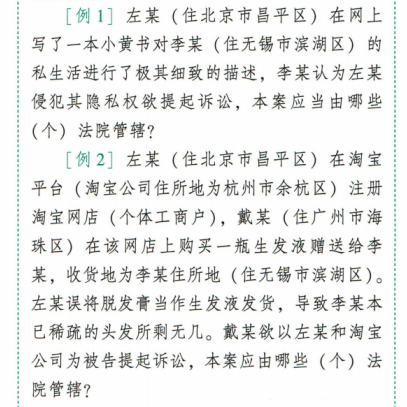 ［例 1］左某（住北京市昌平区）在网上
写了一本小黄书对李某（住无锡市滨湖区）的
私生活进行了极其细致的描述，李某认为左某
侵犯其隐私权欲提起诉讼，本案应当由哪些
（个）法院管辖？
［例 2］左某（住北京市昌平区）在淘宝
平台（淘宝公司住所地为杭州市余杭区）注册
淘宝网店（个体工商户），戴某（住广州市海
珠区）在该网店上购买一瓶生发液赠送给李
某，收货地为李某住所地（住无锡市滨湖区）。
左某误将脱发膏当作生发液发货，导致李某本
已稀疏的头发所剩无几。戴某欲以左某和淘宝
公司为被告提起诉讼，本案应由哪些（个）法
院管辖？